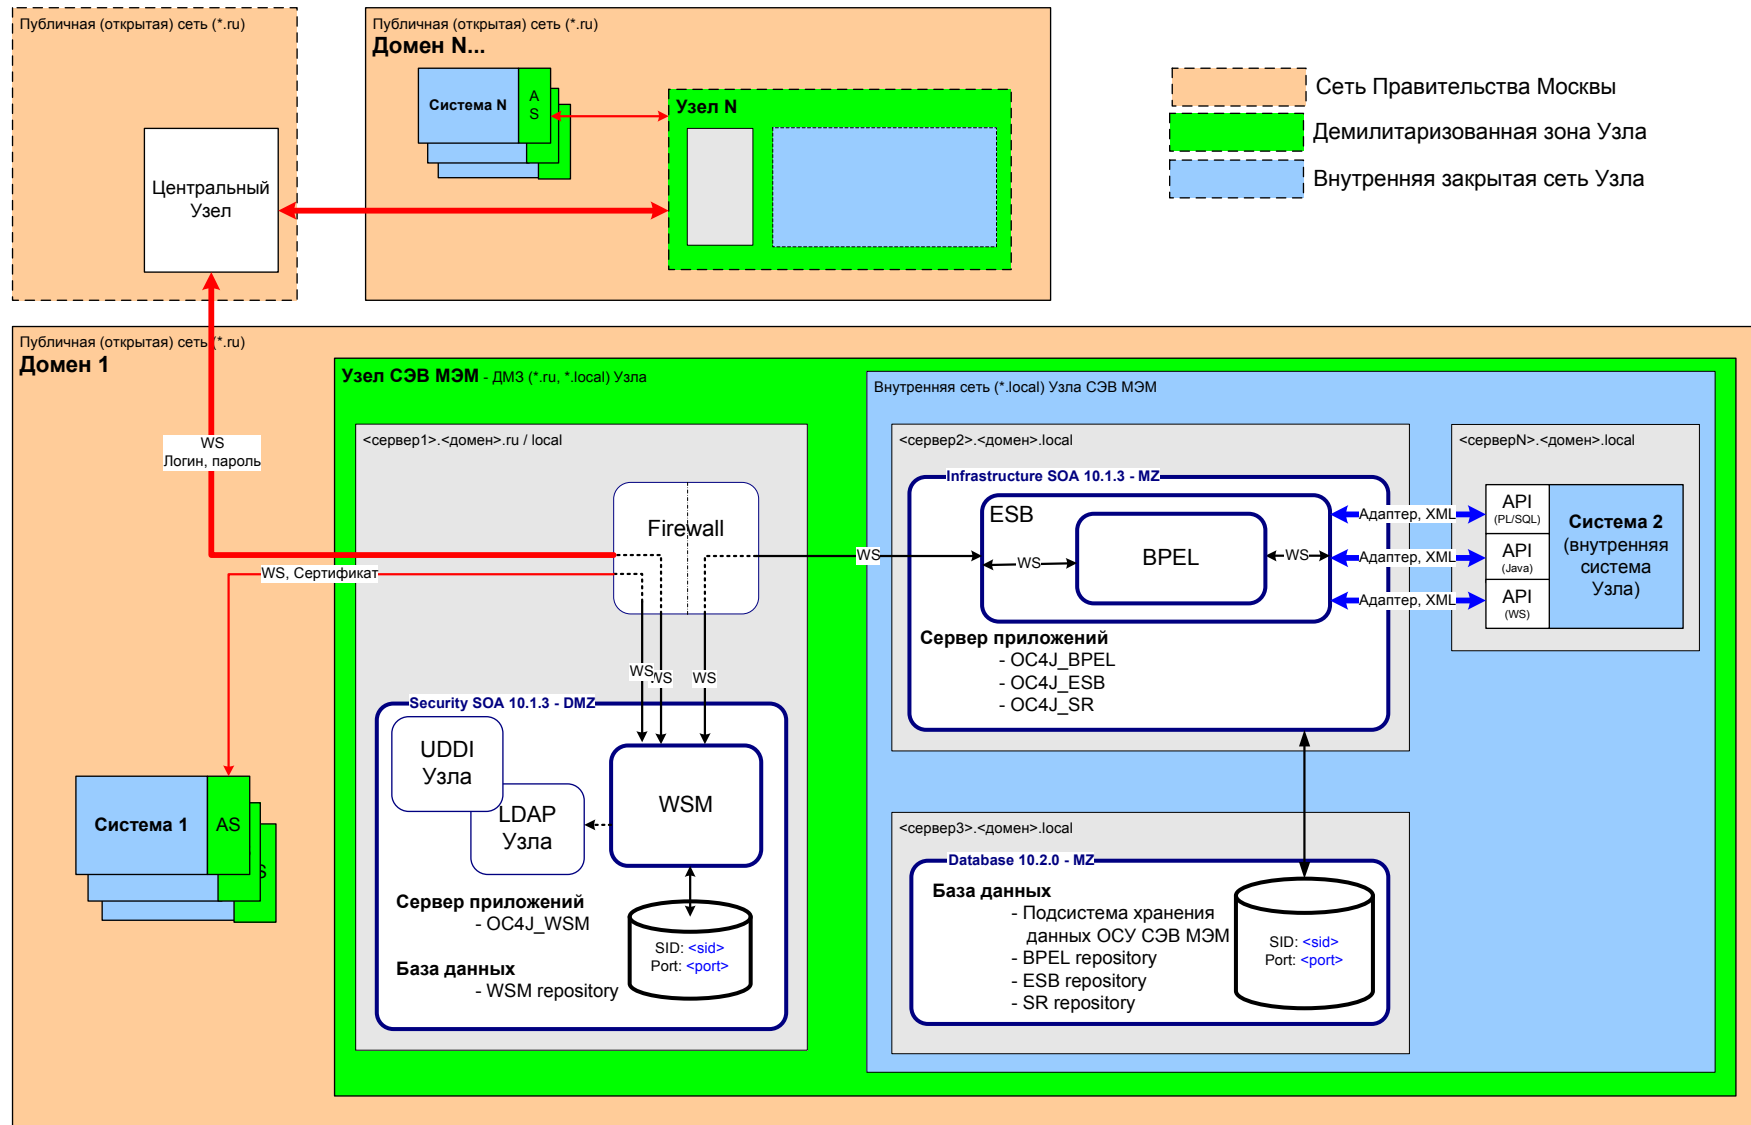 Публичная (открытая) сеть (*.ru)
Центральный
Узел
Публичная (открытая) сеть (*.ru)
Домен N...
Система N
A
S
Узел N
Сеть Правительства Москвы
Демилитаризованная зона Узла
Внутренняя закрытая сеть Узла
Публичная (открытая) сеть (*.ru)
Домен 1
WS
Логин, пароль
WS, Сертификат
Система 1
AS
S
Узел СЭВ МЭМ - ДМЗ (*.ru, *.local) Узла
<сервер1>.<домен>.ru / local
Firewall
WS
WS
WS
WS
Security SOA 10.1.3 - DMZ
UDDI
Узла
LDAP
Узла
WSM
Сервер приложений
- OC4J_WSM
База данных
- WSM repository
SID: <sid>
Port: <port>
Внутренняя сеть (*.local) Узла СЭВ МЭМ
<сервер2>.<домен>.local
Infrastructure SOA 10.1.3 - MZ
ESB
WS
BPEL
WS
Сервер приложений
- OC4J_BPEL
- OC4J_ESB
- OC4J_SR
Адаптер, XML
Адаптер, XML
Адаптер, XML
<серверN>.<домен>.local
API
(PL/SQL)
API
(Java)
API
(WS)
Система 2
(внутренняя
система
Узла)
<сервер3>.<домен>.local
Database 10.2.0 - MZ
База данных
- Подсистема хранения
данных ОСУ СЭВ МЭМ
- BPEL repository
- ESB repository
- SR repository
SID: <sid>
Port: <port>